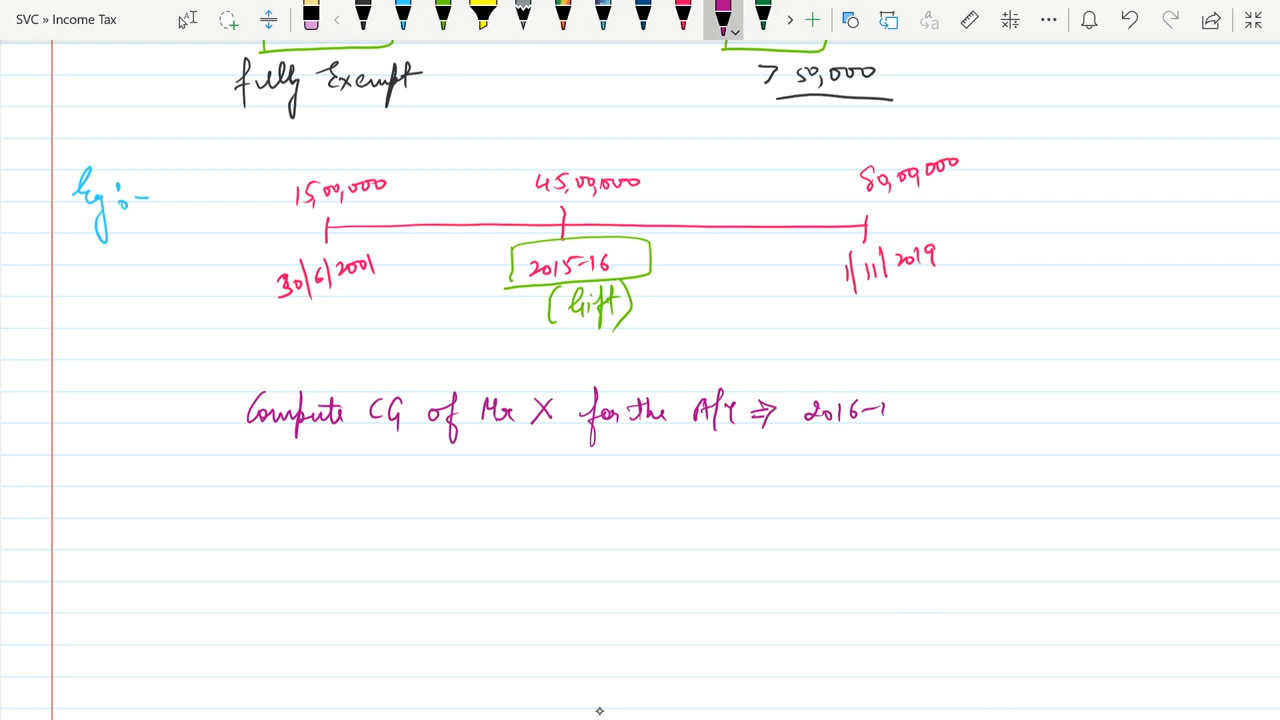 SVC » Income Tax
fully Exempt > 50,000
Eg :-
15,00,000 45,00,000 80,00,000
30/6/2001 2015-16 1/11/2019
(Gift)
Compute CG of Mr X for the A/Y ⇒ 2016-1